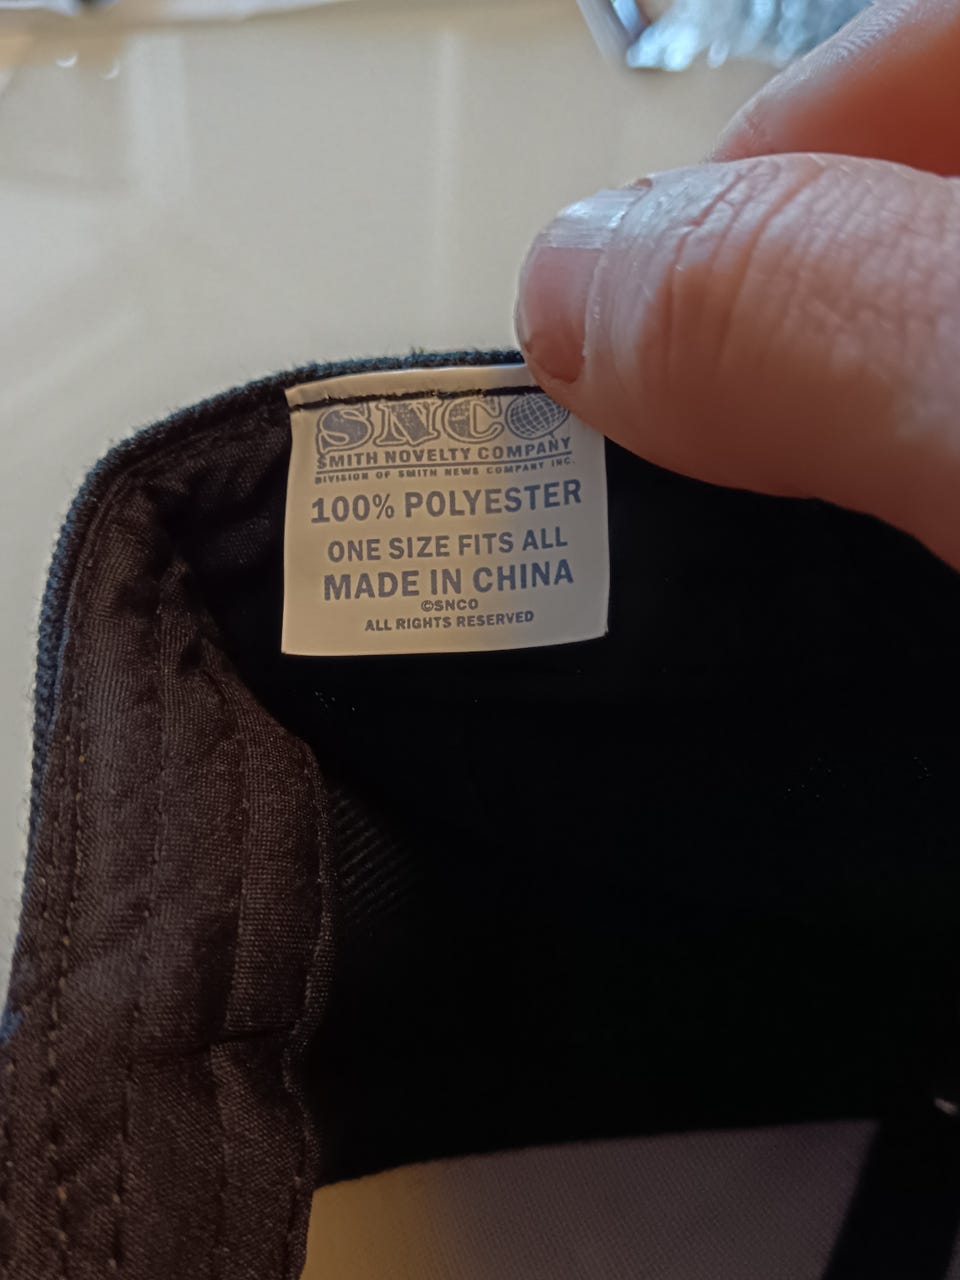 SNCO
SMITH NOVELTY COMPANY
DIVISION OF SMITH NEWS COMPANY INC.
100% POLYESTER
ONE SIZE FITS ALL
MADE IN CHINA
©SNCO
ALL RIGHTS RESERVED